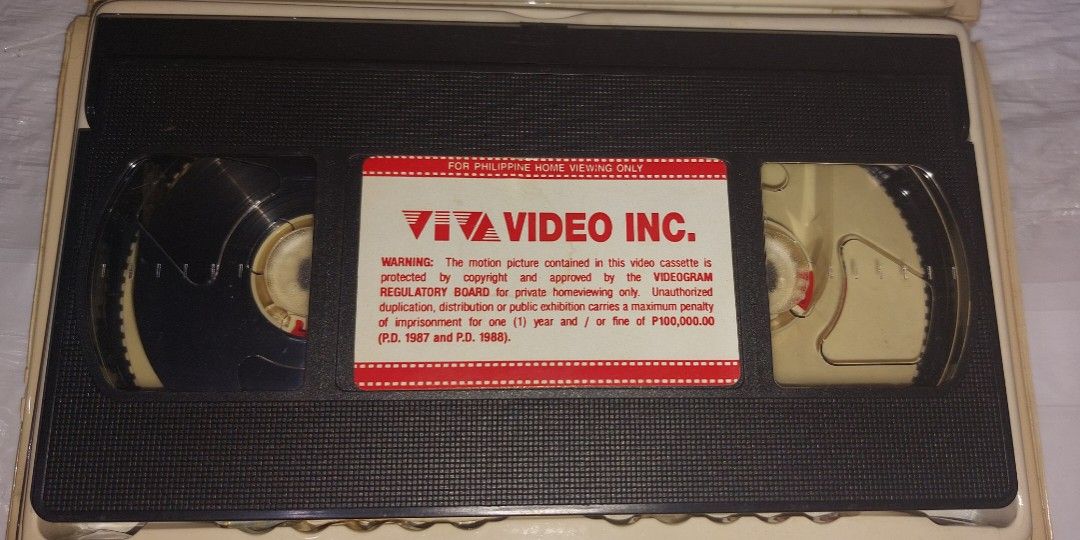 FOR PHILIPPINE HOME VIEWING ONLY
VIVA VIDEO INC.
WARNING: The motion picture contained in this video cassette is
protected by copyright and approved by the VIDEOGRAM
REGULATORY BOARD for private homeviewing only. Unauthorized
duplication, distribution or public exhibition carries a maximum penalty
of imprisonment for one (1) year and / or fine of P100,000.00
(P.D. 1987 and P.D. 1988).